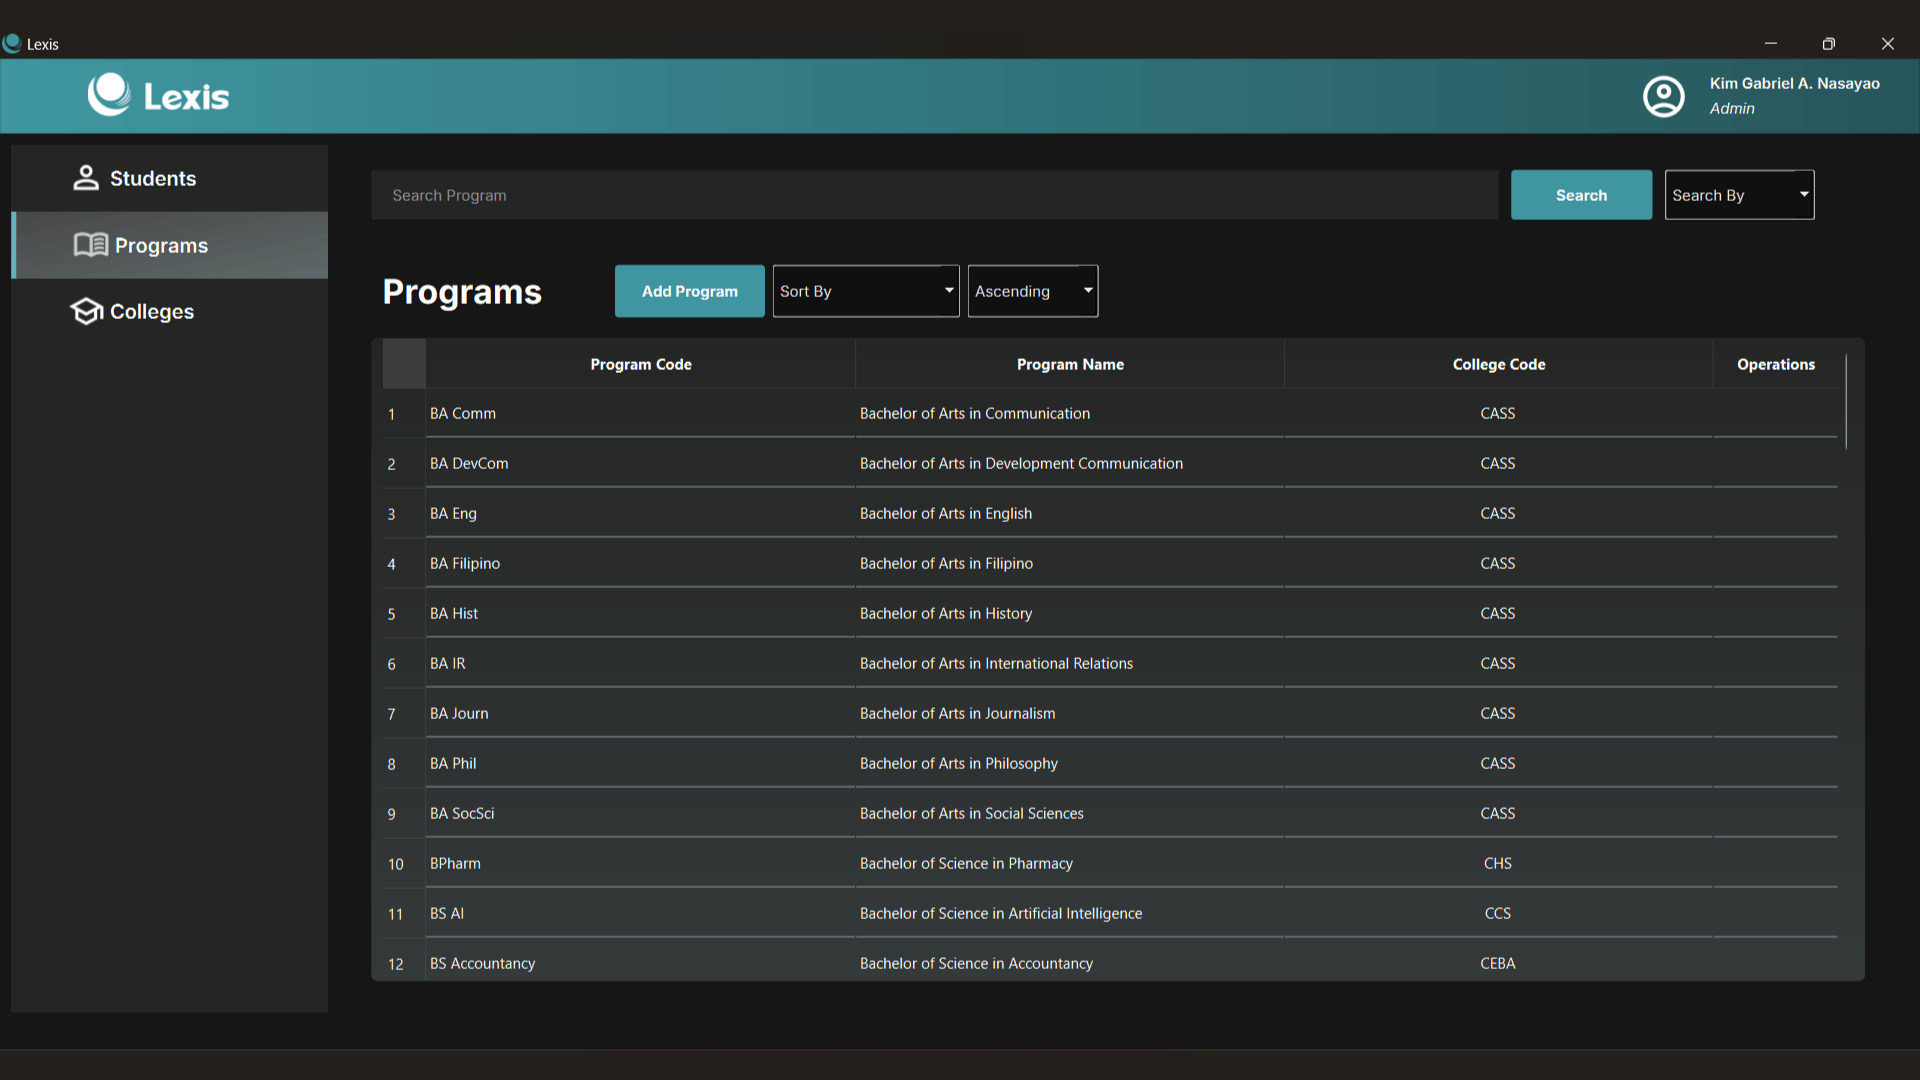 Lexis
Lexis
Kim Gabriel A. Nasayao
Admin
Students
Programs
Colleges
Search Program
Search
Search By
Programs
Add Program
Sort By
Ascending
Program Code Program Name College Code Operations
1 BA Comm Bachelor of Arts in Communication CASS
2 BA DevCom Bachelor of Arts in Development Communication CASS
3 BA Eng Bachelor of Arts in English CASS
4 BA Filipino Bachelor of Arts in Filipino CASS
5 BA Hist Bachelor of Arts in History CASS
6 BA IR Bachelor of Arts in International Relations CASS
7 BA Journ Bachelor of Arts in Journalism CASS
8 BA Phil Bachelor of Arts in Philosophy CASS
9 BA SocSci Bachelor of Arts in Social Sciences CASS
10 BPharm Bachelor of Science in Pharmacy CHS
11 BS AI Bachelor of Science in Artificial Intelligence CCS
12 BS Accountancy Bachelor of Science in Accountancy CEBA